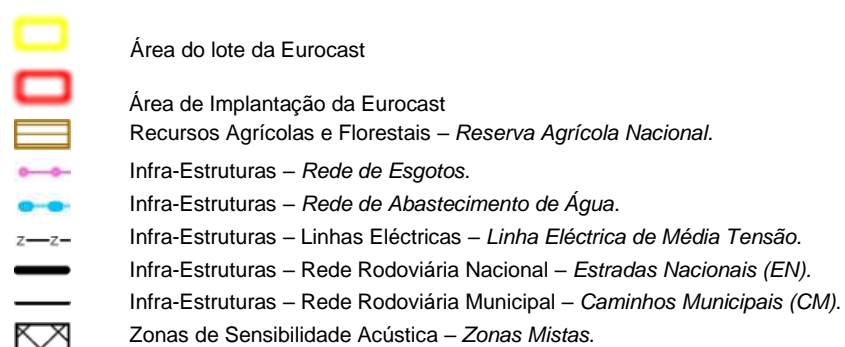 Área do lote da Eurocast
Área de Implantação da Eurocast
Recursos Agrícolas e Florestais – Reserva Agrícola Nacional.
Infra-Estruturas – Rede de Esgotos.
Infra-Estruturas – Rede de Abastecimento de Água.
z—z– Infra-Estruturas – Linhas Eléctricas – Linha Eléctrica de Média Tensão.
Infra-Estruturas – Rede Rodoviária Nacional – Estradas Nacionais (EN).
Infra-Estruturas – Rede Rodoviária Municipal – Caminhos Municipais (CM).
Zonas de Sensibilidade Acústica – Zonas Mistas.